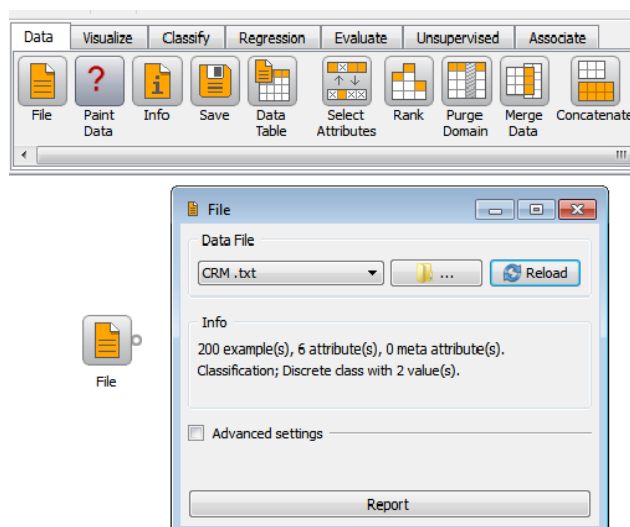 Data Visualize Classify Regression Evaluate Unsupervised Associate
File Paint Data Info Save Data Table Select Attributes Rank Purge Domain Merge Data Concatenate
File
Data File
CRM .txt ... Reload
Info
200 example(s), 6 attribute(s), 0 meta attribute(s).
Classification; Discrete class with 2 value(s).
File
Advanced settings
Report